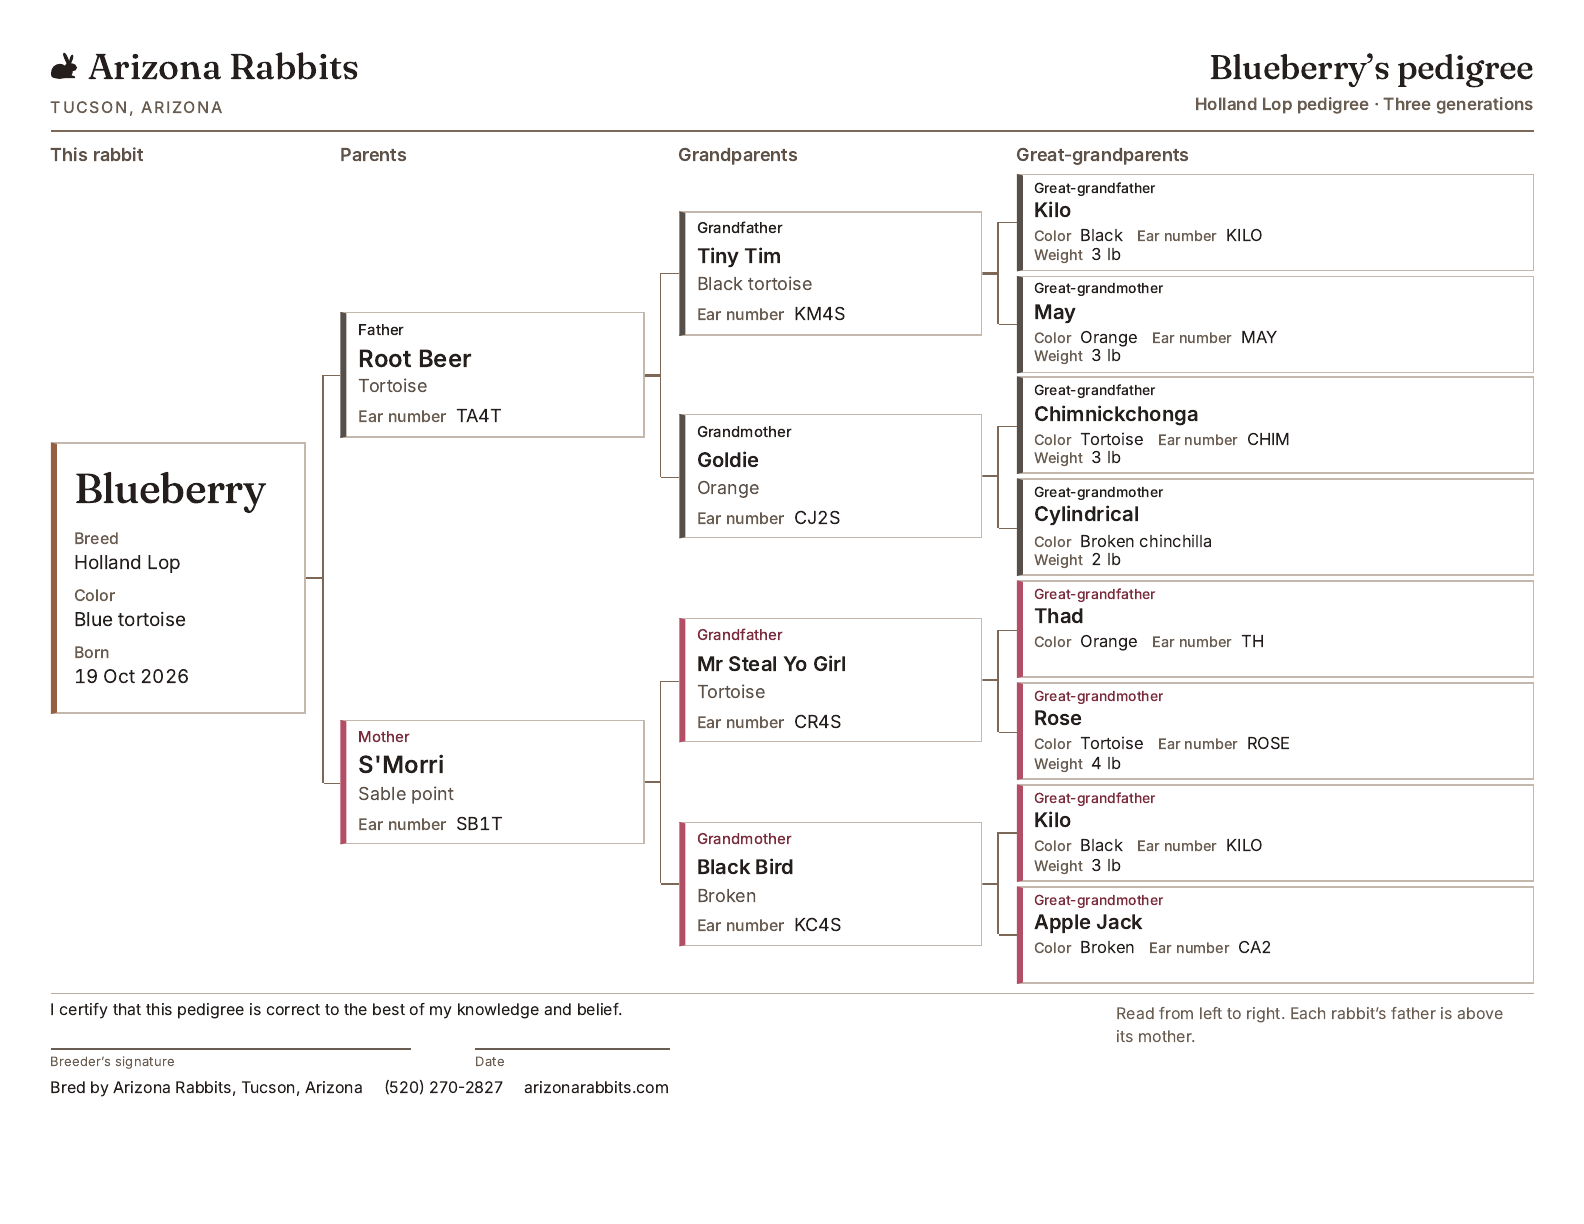 Arizona Rabbits
TUCSON, ARIZONA
Blueberry’s pedigree
Holland Lop pedigree · Three generations
This rabbit
Parents
Grandparents
Great-grandparents
Blueberry
Breed
Holland Lop
Color
Blue tortoise
Born
19 Oct 2026
Father
Root Beer
Tortoise
Ear number TA4T
Mother
S'Morri
Sable point
Ear number SB1T
Grandfather
Tiny Tim
Black tortoise
Ear number KM4S
Grandmother
Goldie
Orange
Ear number CJ2S
Grandfather
Mr Steal Yo Girl
Tortoise
Ear number CR4S
Grandmother
Black Bird
Broken
Ear number KC4S
Great-grandfather
Kilo
Color Black Ear number KILO
Weight 3 lb
Great-grandmother
May
Color Orange Ear number MAY
Weight 3 lb
Great-grandfather
Chimnickchonga
Color Tortoise Ear number CHIM
Weight 3 lb
Great-grandmother
Cylindrical
Color Broken chinchilla
Weight 2 lb
Great-grandfather
Thad
Color Orange Ear number TH
Great-grandmother
Rose
Color Tortoise Ear number ROSE
Weight 4 lb
Great-grandfather
Kilo
Color Black Ear number KILO
Weight 3 lb
Great-grandmother
Apple Jack
Color Broken Ear number CA2
I certify that this pedigree is correct to the best of my knowledge and belief.
Breeder’s signature
Date
Bred by Arizona Rabbits, Tucson, Arizona (520) 270-2827 arizonarabbits.com
Read from left to right. Each rabbit’s father is above
its mother.